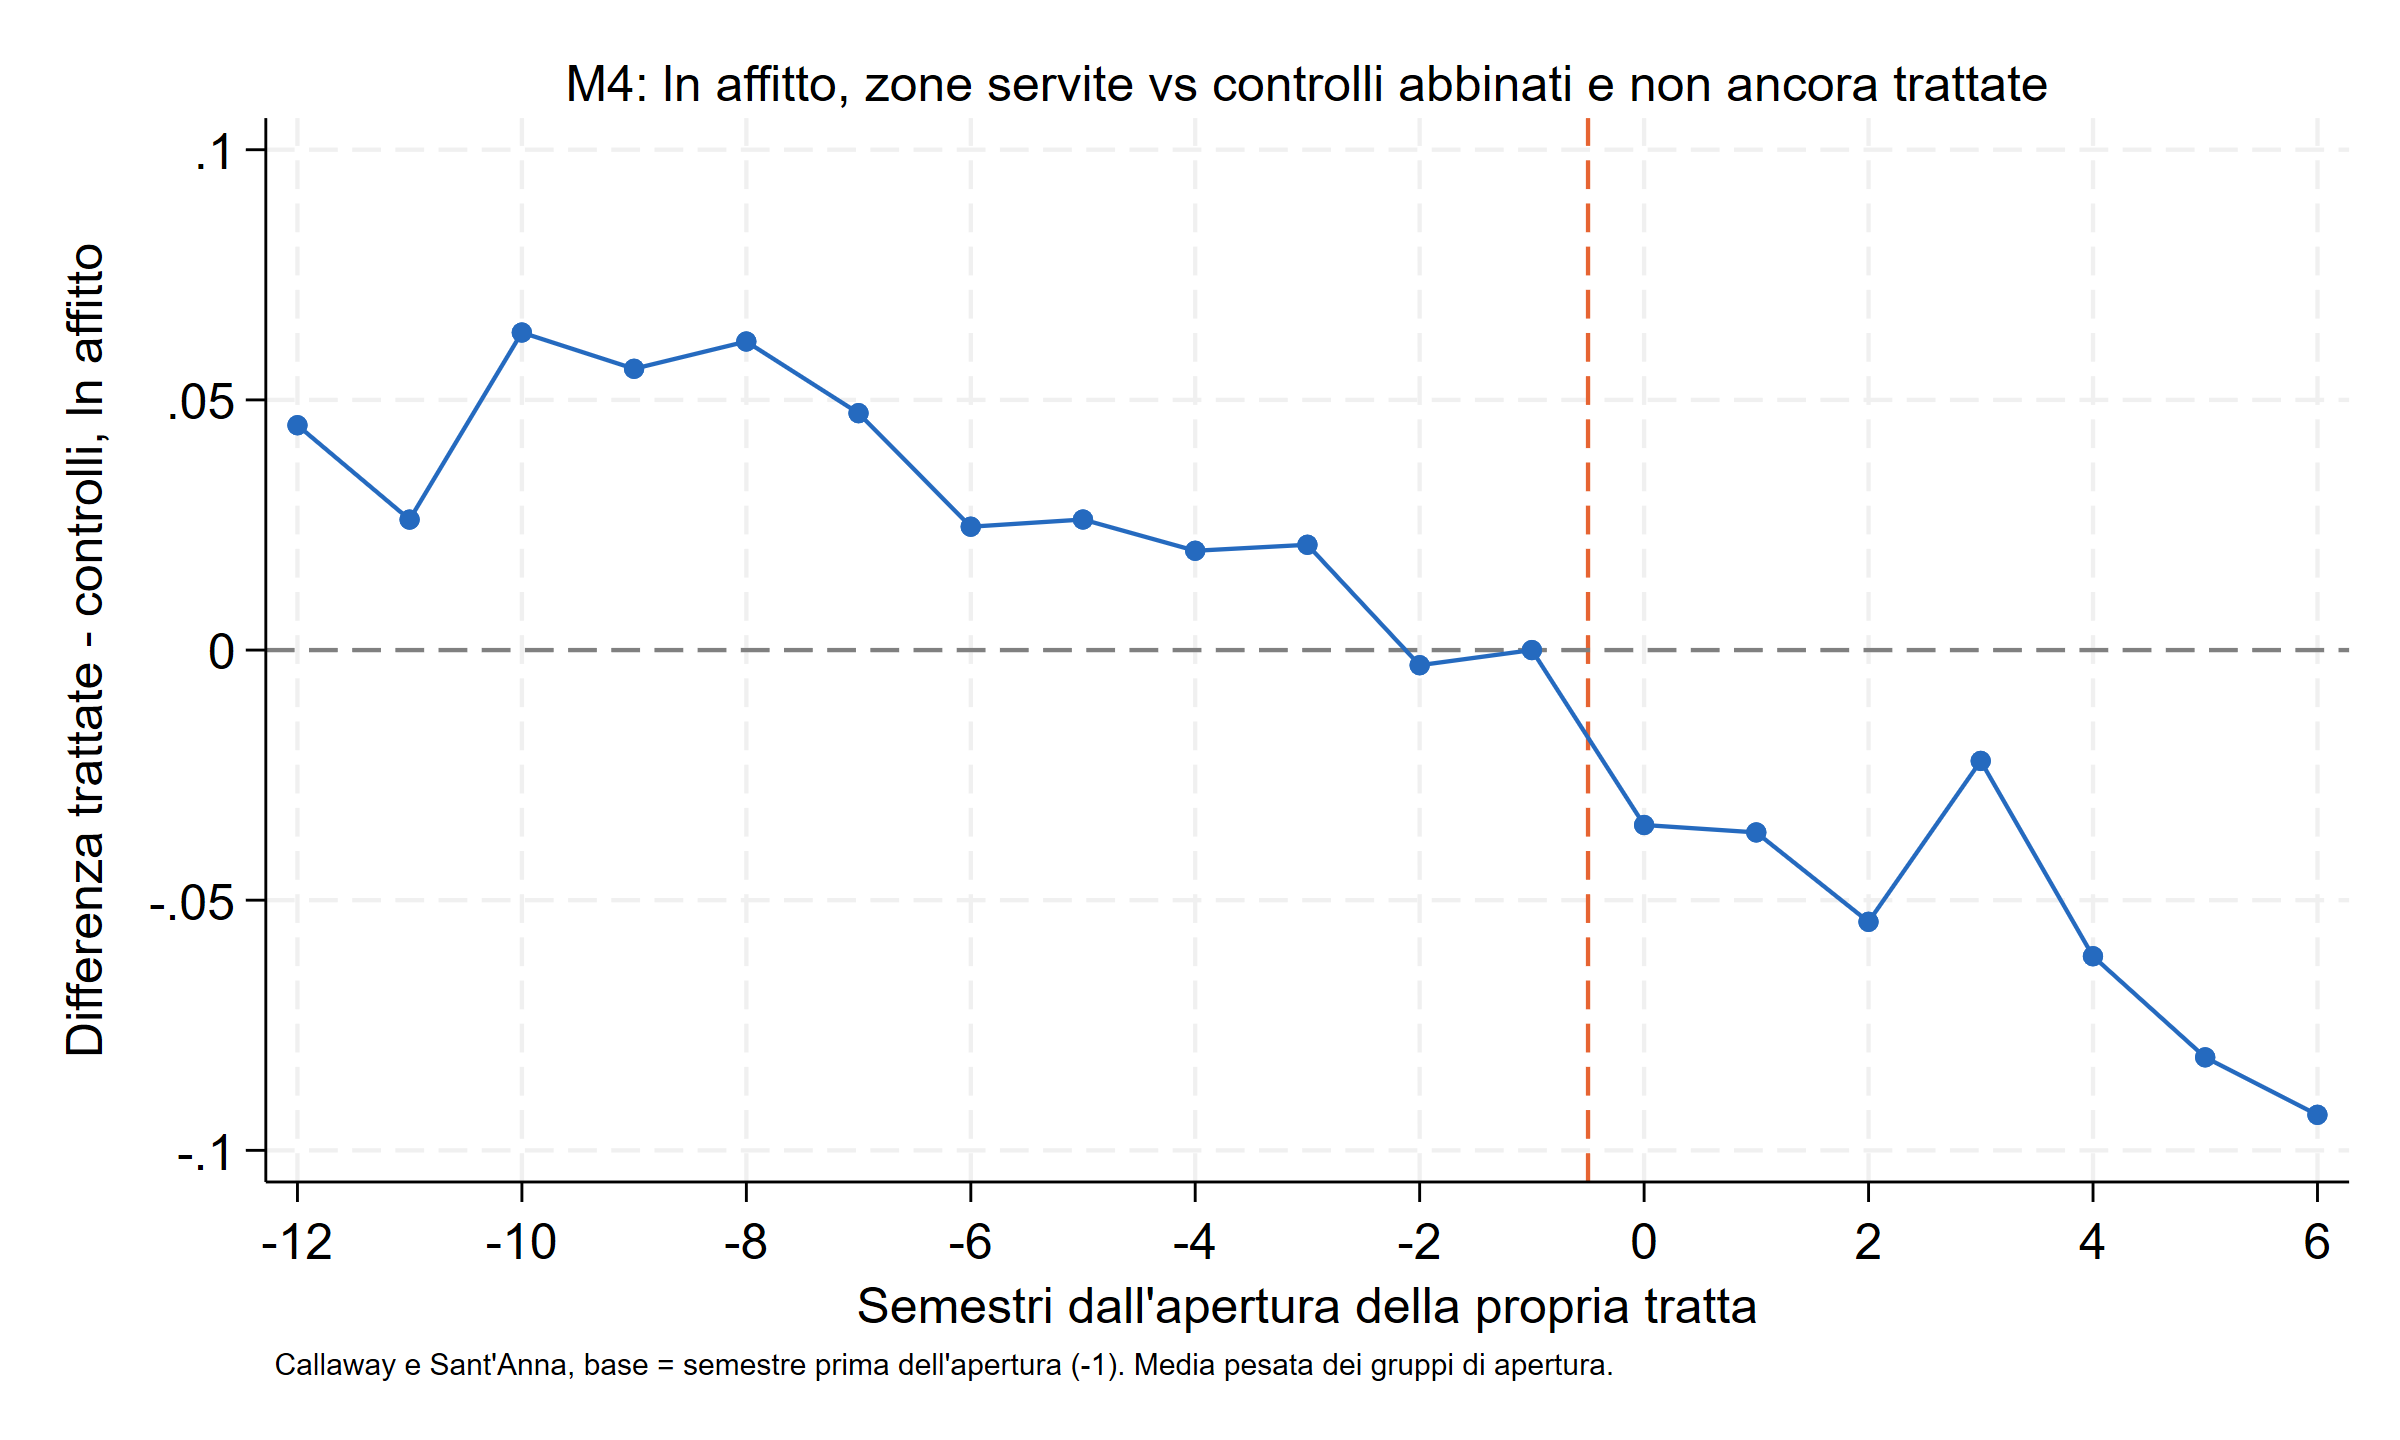 M4: ln affitto, zone servite vs controlli abbinati e non ancora trattate
Differenza trattate - controlli, ln affitto
.1
.05
0
-.05
-.1
-12 -10 -8 -6 -4 -2 0 2 4 6
Semestri dall'apertura della propria tratta
Callaway e Sant'Anna, base = semestre prima dell'apertura (-1). Media pesata dei gruppi di apertura.